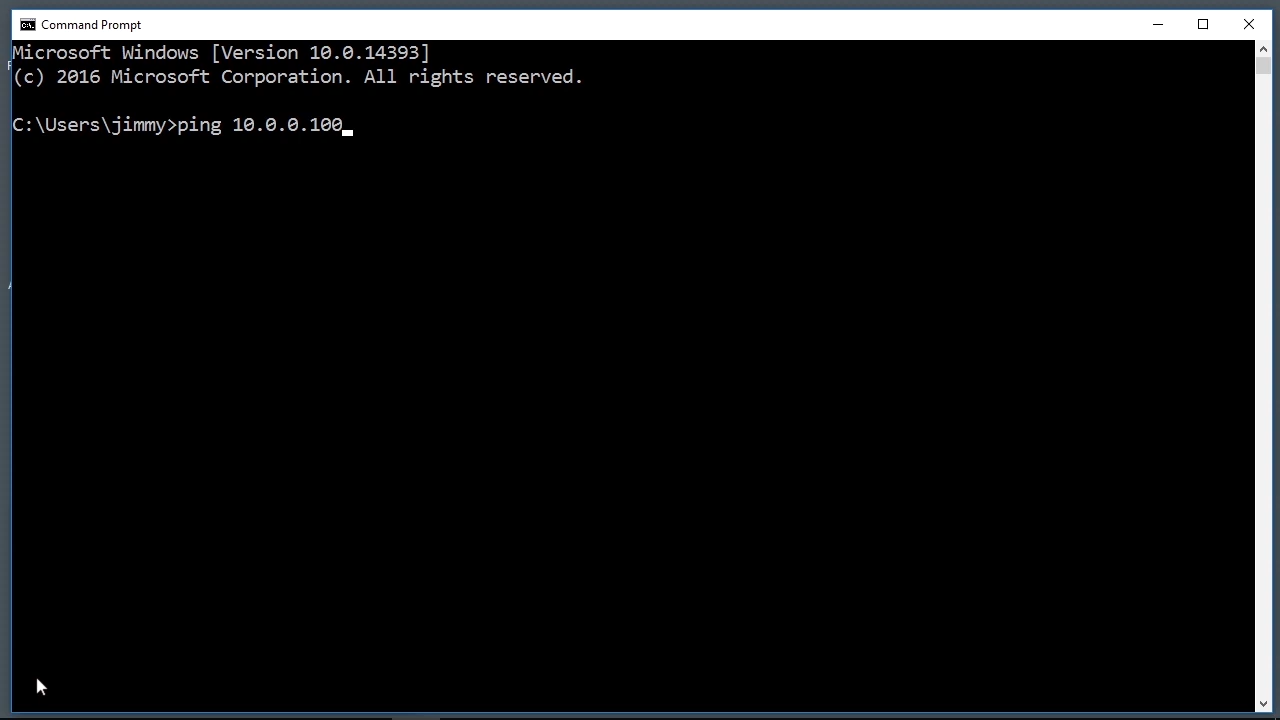 Command Prompt
Microsoft Windows [Version 10.0.14393]
(c) 2016 Microsoft Corporation. All rights reserved.
C:\Users\jimmy>ping 10.0.0.100